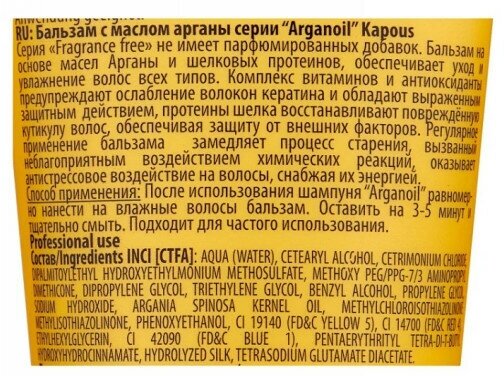 RU: Бальзам с маслом арганы серии “Arganoil” Kapous
Серия «Fragrance free» не имеет парфюмированных добавок. Бальзам на
основе масел Арганы и шелковых протеинов, обеспечивает уход и
увлажнение волос всех типов. Комплекс витаминов и антиоксиданты
предупреждают ослабление волокон кератина и обладают выраженным
защитным действием, протеины шелка восстанавливают повреждённую
кутикулу волос, обеспечивая защиту от внешних факторов. Регулярное
применение бальзама замедляет процесс старения, вызванный
неблагоприятным воздействием химических реакций, оказывает
антистрессовое воздействие на волосы, снабжая их энергией.
Способ применения: После использования шампуня “Arganoil” равномер-
но нанести на влажные волосы бальзам. Оставить на 3-5 минут и
тщательно смыть. Подходит для частого использования.
Professional use
Состав/Ingredients INCI [CTFA]: AQUA (WATER), CETEARYL ALCOHOL, CETRIMONIUM CHLORIDE,
DIPALMITOYLETHYL HYDROXYETHYLMONIUM METHOSULFATE, METHOXY PEG/PPG-7/3 AMINOPROPYL
DIMETHICONE, DIPROPYLENE GLYCOL, TRIETHYLENE GLYCOL, BENZYL ALCOHOL, PROPYLENE GLYCOL,
SODIUM HYDROXIDE, ARGANIA SPINOSA KERNEL OIL, METHYLCHLOROISOTHIAZOLINONE,
METHYLISOTHIAZOLINONE, PHENOXYETHANOL, CI 19140 (FD&C YELLOW 5), CI 14700 (FD&C RED 4),
ETHYLHEXYLGLYCERIN, CI 42090 (FD&C BLUE 1), PENTAERYTHRITYL TETRA-DI-T-BUTYL
HYDROXYHYDROCINNAMATE, HYDROLYZED SILK, TETRASODIUM GLUTAMATE DIACETATE.